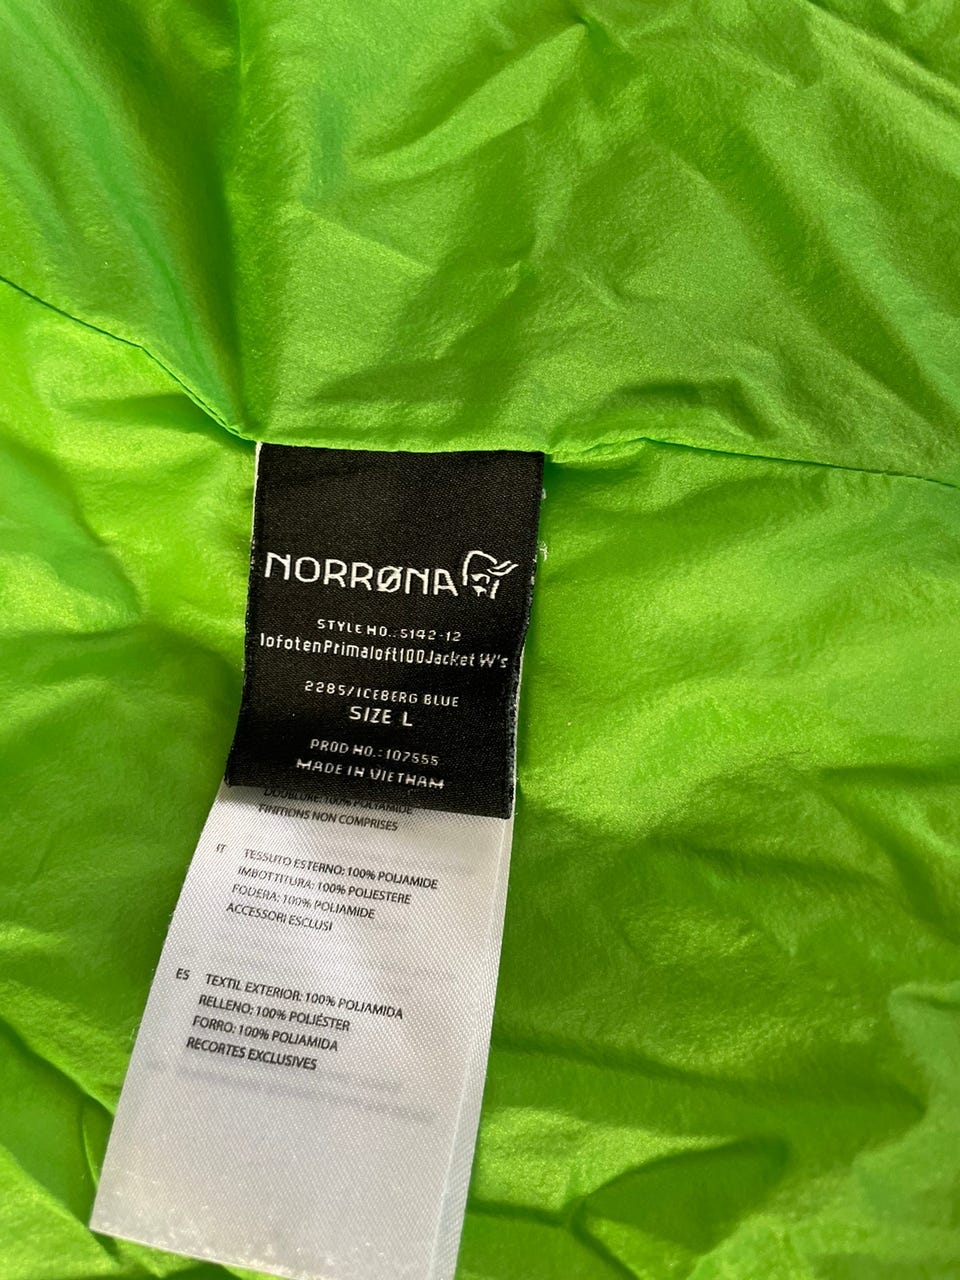 NORRØNA
STYLE NO.: 5142-12
lofotenPrimaloft100Jacket W's
2285/ICEBERG BLUE
SIZE L
PROD NO.: 107555
MADE IN VIETNAM
DOUBLURE: 100% POLYAMIDE
FINITIONS NON COMPRISES
IT TESSUTO ESTERNO: 100% POLIAMIDE
IMBOTTITURA: 100% POLIESTERE
FODERA: 100% POLIAMIDE
ACCESSORI ESCLUSI
ES TEXTIL EXTERIOR: 100% POLIAMIDA
RELLENO: 100% POLIÉSTER
FORRO: 100% POLIAMIDA
RECORTES EXCLUSIVES